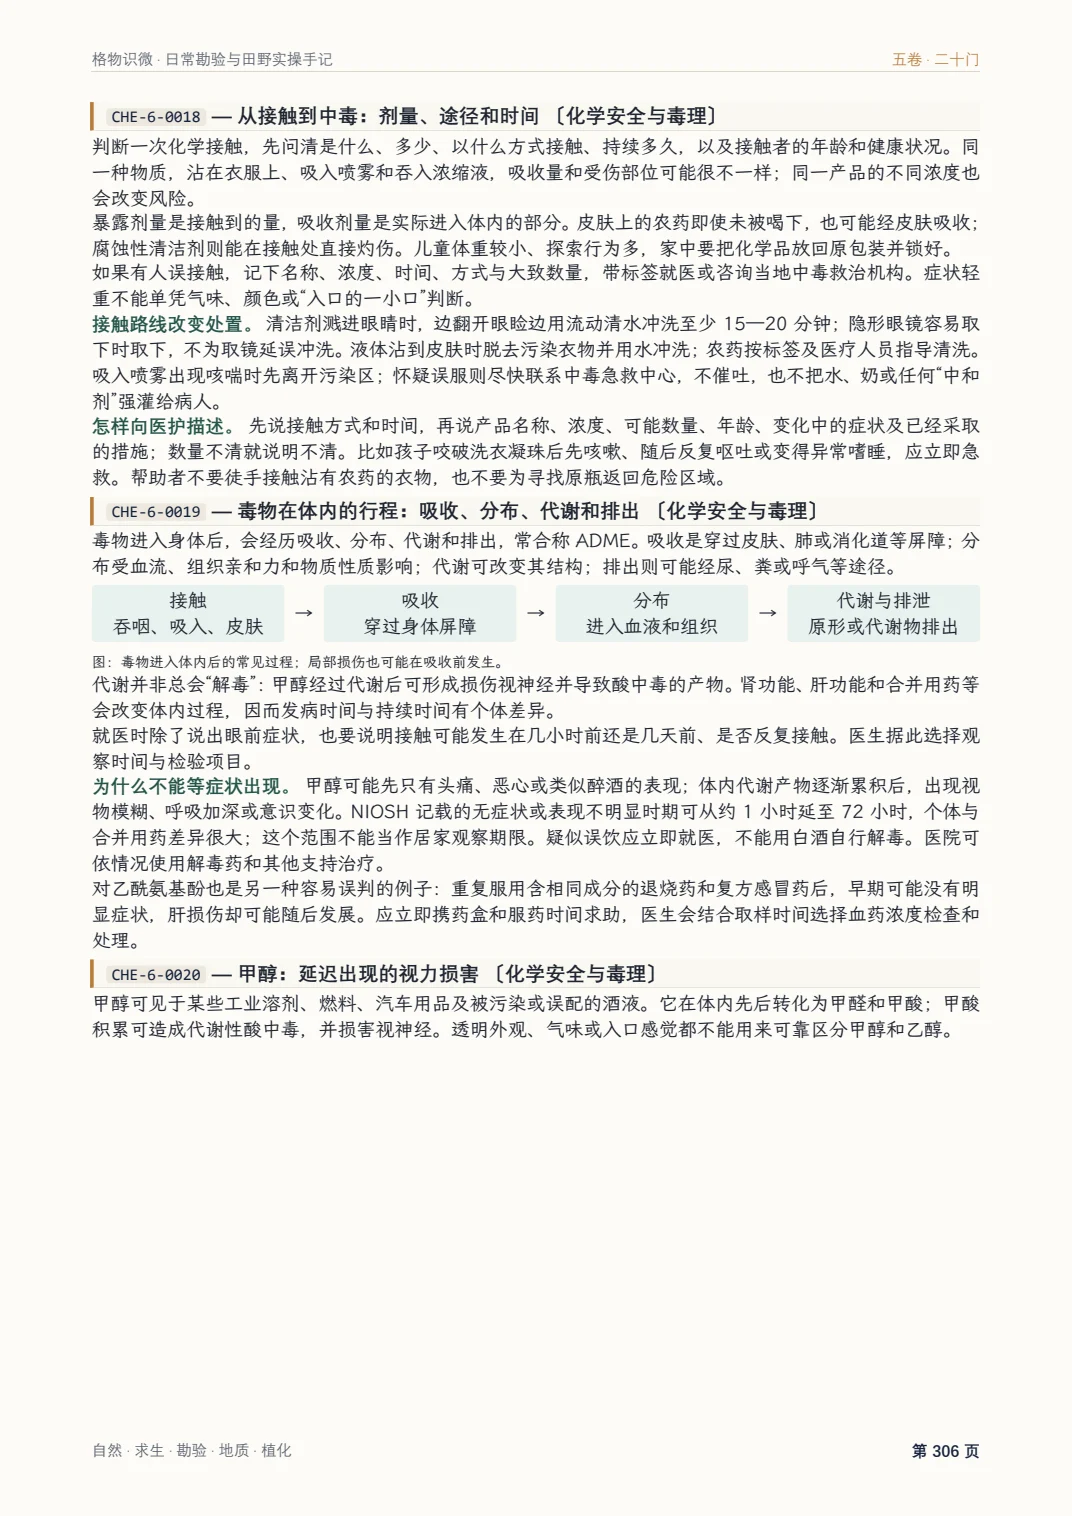 格物识微 · 日常勘验与田野实操手记
五卷 · 二十门
CHE-6-0018 — 从接触到中毒：剂量、途径和时间 〔化学安全与毒理〕
判断一次化学接触，先问清是什么、多少、以什么方式接触、持续多久，以及接触者的年龄和健康状况。同
一种物质，沾在衣服上、吸入喷雾和吞入浓缩液，吸收量和受伤部位可能很不一样；同一产品的不同浓度也
会改变风险。
暴露剂量是接触到的量，吸收剂量是实际进入体内的部分。皮肤上的农药即使未被喝下，也可能经皮肤吸收；
腐蚀性清洁剂则能在接触处直接灼伤。儿童体重较小、探索行为多，家中要把化学品放回原包装并锁好。
如果有人误接触，记下名称、浓度、时间、方式与大致数量，带标签就医或咨询当地中毒救治机构。症状轻
重不能单凭气味、颜色或“入口的一小口”判断。
接触路线改变处置。 清洁剂溅进眼睛时，边翻开眼睑边用流动清水冲洗至少 15—20 分钟；隐形眼镜容易取
下时取下，不为取镜延误冲洗。液体沾到皮肤时脱去污染衣物并用水冲洗；农药按标签及医疗人员指导清洗。
吸入喷雾出现咳喘时先离开污染区；怀疑误服则尽快联系中毒急救中心，不催吐，也不把水、奶或任何“中和
剂”强灌给病人。
怎样向医护描述。 先说接触方式和时间，再说产品名称、浓度、可能数量、年龄、变化中的症状及已经采取
的措施；数量不清就说明不清。比如孩子咬破洗衣凝珠后先咳嗽、随后反复呕吐或变得异常嗜睡，应立即急
救。帮助者不要徒手接触沾有农药的衣物，也不要为寻找原瓶返回危险区域。
CHE-6-0019 — 毒物在体内的行程：吸收、分布、代谢和排出 〔化学安全与毒理〕
毒物进入身体后，会经历吸收、分布、代谢和排出，常合称 ADME。吸收是穿过皮肤、肺或消化道等屏障；分
布受血流、组织亲和力和物质性质影响；代谢可改变其结构；排出则可能经尿、粪或呼气等途径。
接触
吞咽、吸入、皮肤
→
吸收
穿过身体屏障
→
分布
进入血液和组织
→
代谢与排泄
原形或代谢物排出
图：毒物进入体内后的常见过程；局部损伤也可能在吸收前发生。
代谢并非总会“解毒”：甲醇经过代谢后可形成损伤视神经并导致酸中毒的产物。肾功能、肝功能和合并用药等
会改变体内过程，因而发病时间与持续时间有个体差异。
就医时除了说出眼前症状，也要说明接触可能发生在几小时前还是几天前、是否反复接触。医生据此选择观
察时间与检验项目。
为什么不能等症状出现。 甲醇可能先只有头痛、恶心或类似醉酒的表现；体内代谢产物逐渐累积后，出现视
物模糊、呼吸加深或意识变化。NIOSH 记载的无症状或表现不明显时期可从约 1 小时延至 72 小时，个体与
合并用药差异很大；这个范围不能当作居家观察期限。疑似误饮应立即就医，不能用白酒自行解毒。医院可
依情况使用解毒药和其他支持治疗。
对乙酰氨基酚也是另一种容易误判的例子：重复服用含相同成分的退烧药和复方感冒药后，早期可能没有明
显症状，肝损伤却可能随后发展。应立即携药盒和服药时间求助，医生会结合取样时间选择血药浓度检查和
处理。
CHE-6-0020 — 甲醇：延迟出现的视力损害 〔化学安全与毒理〕
甲醇可见于某些工业溶剂、燃料、汽车用品及被污染或误配的酒液。它在体内先后转化为甲醛和甲酸；甲酸
积累可造成代谢性酸中毒，并损害视神经。透明外观、气味或入口感觉都不能用来可靠区分甲醇和乙醇。
自然 · 求生 · 勘验 · 地质 · 植化
第 306 页